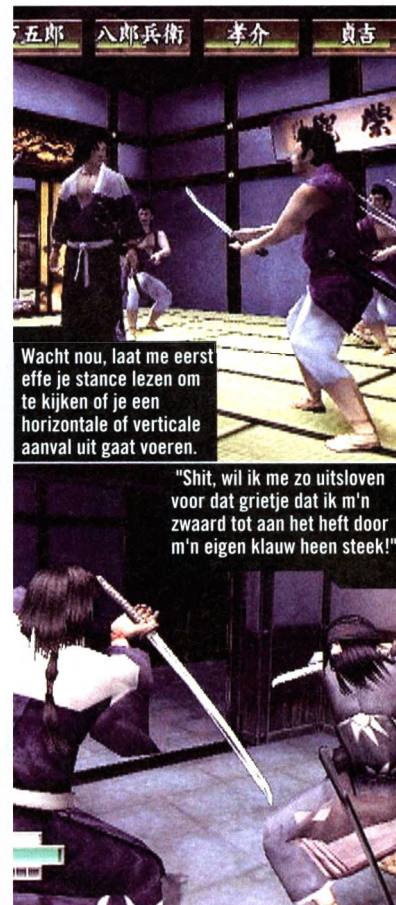 五郎 八郎兵衛 孝介 貞吉
Wacht nou, laat me eerst
effe je stance lezen om
te kijken of je een
horizontale of verticale
aanval uit gaat voeren.
"Shit, wil ik me zo uitsloven
voor dat grietje dat ik m'n
zwaard tot aan het heft door
m'n eigen klauw heen steek!"